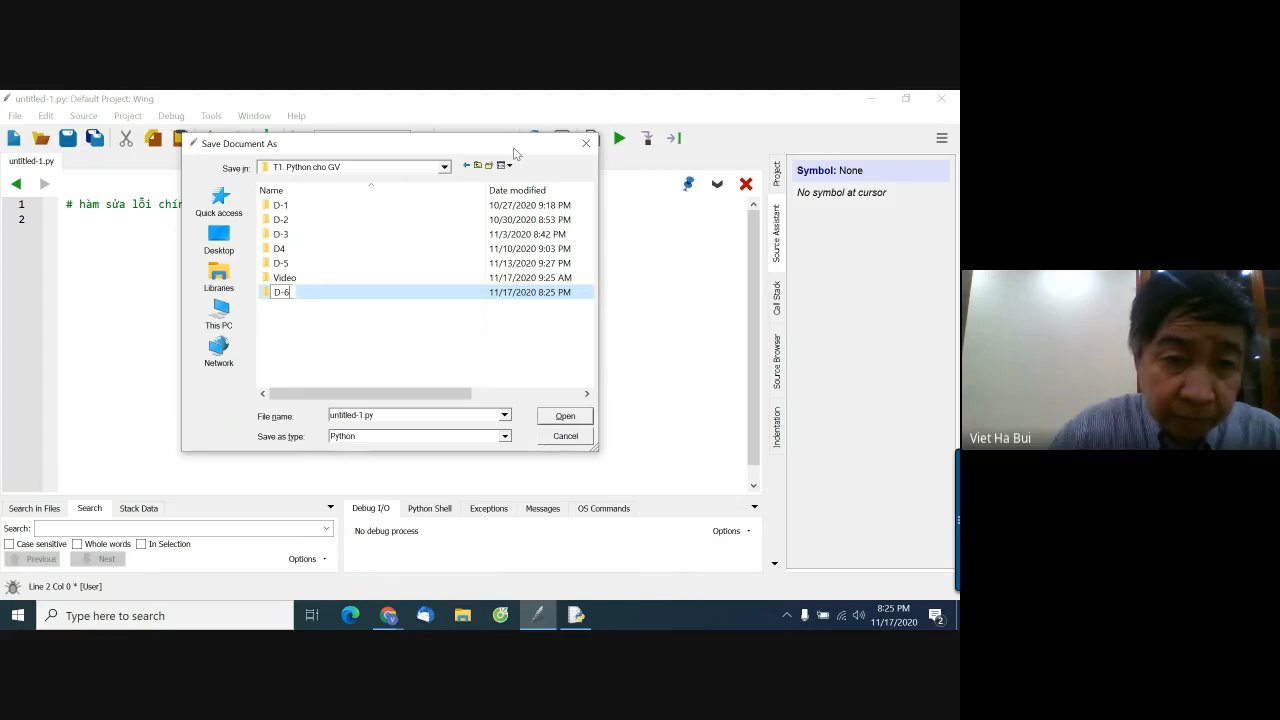 untitled-1.py: Default Project: Wing
File Edit Source Project Debug Tools Window Help
untitled-1.py
1 # hàm sửa lỗi chín
2
Save Document As
Save in: T1. Python cho GV
Name Date modified
D-1 10/27/2020 9:18 PM
D-2 10/30/2020 8:53 PM
D-3 11/3/2020 8:42 PM
D4 11/10/2020 9:03 PM
D-5 11/13/2020 9:27 PM
Video 11/17/2020 9:25 AM
D-6 11/17/2020 8:25 PM
Quick access
Desktop
Libraries
This PC
Network
File name: untitled-1.py Open
Save as type: Python Cancel
Project
Source Assistant
Call Stack
Source Browser
Indentation
Symbol: None
No symbol at cursor
Viet Ha Bui
Search in Files Search Stack Data
Search:
Case sensitive Whole words In Selection
Previous Next Options
Debug I/O Python Shell Exceptions Messages OS Commands
No debug process Options
Line 2 Col 0 * [User]
Type here to search
8:25 PM
11/17/2020
2